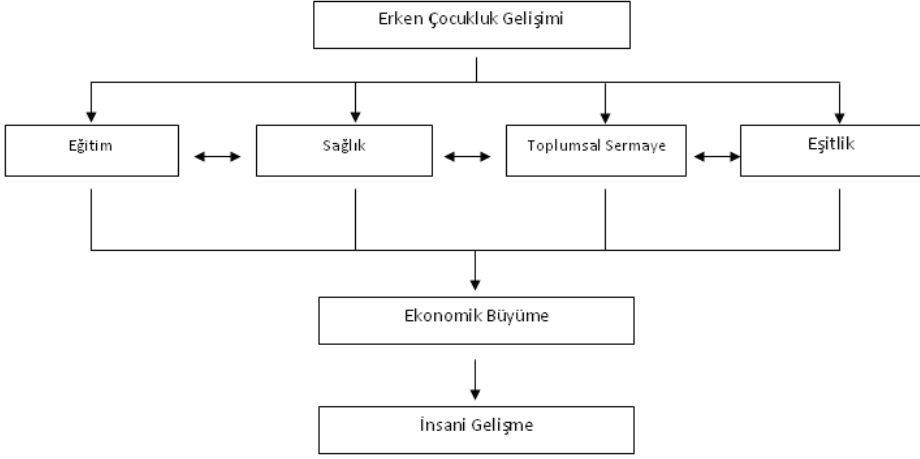 Erken Çocukluk Gelişimi
Eğitim
Sağlık
Toplumsal Sermaye
Eşitlik
Ekonomik Büyüme
İnsani Gelişme